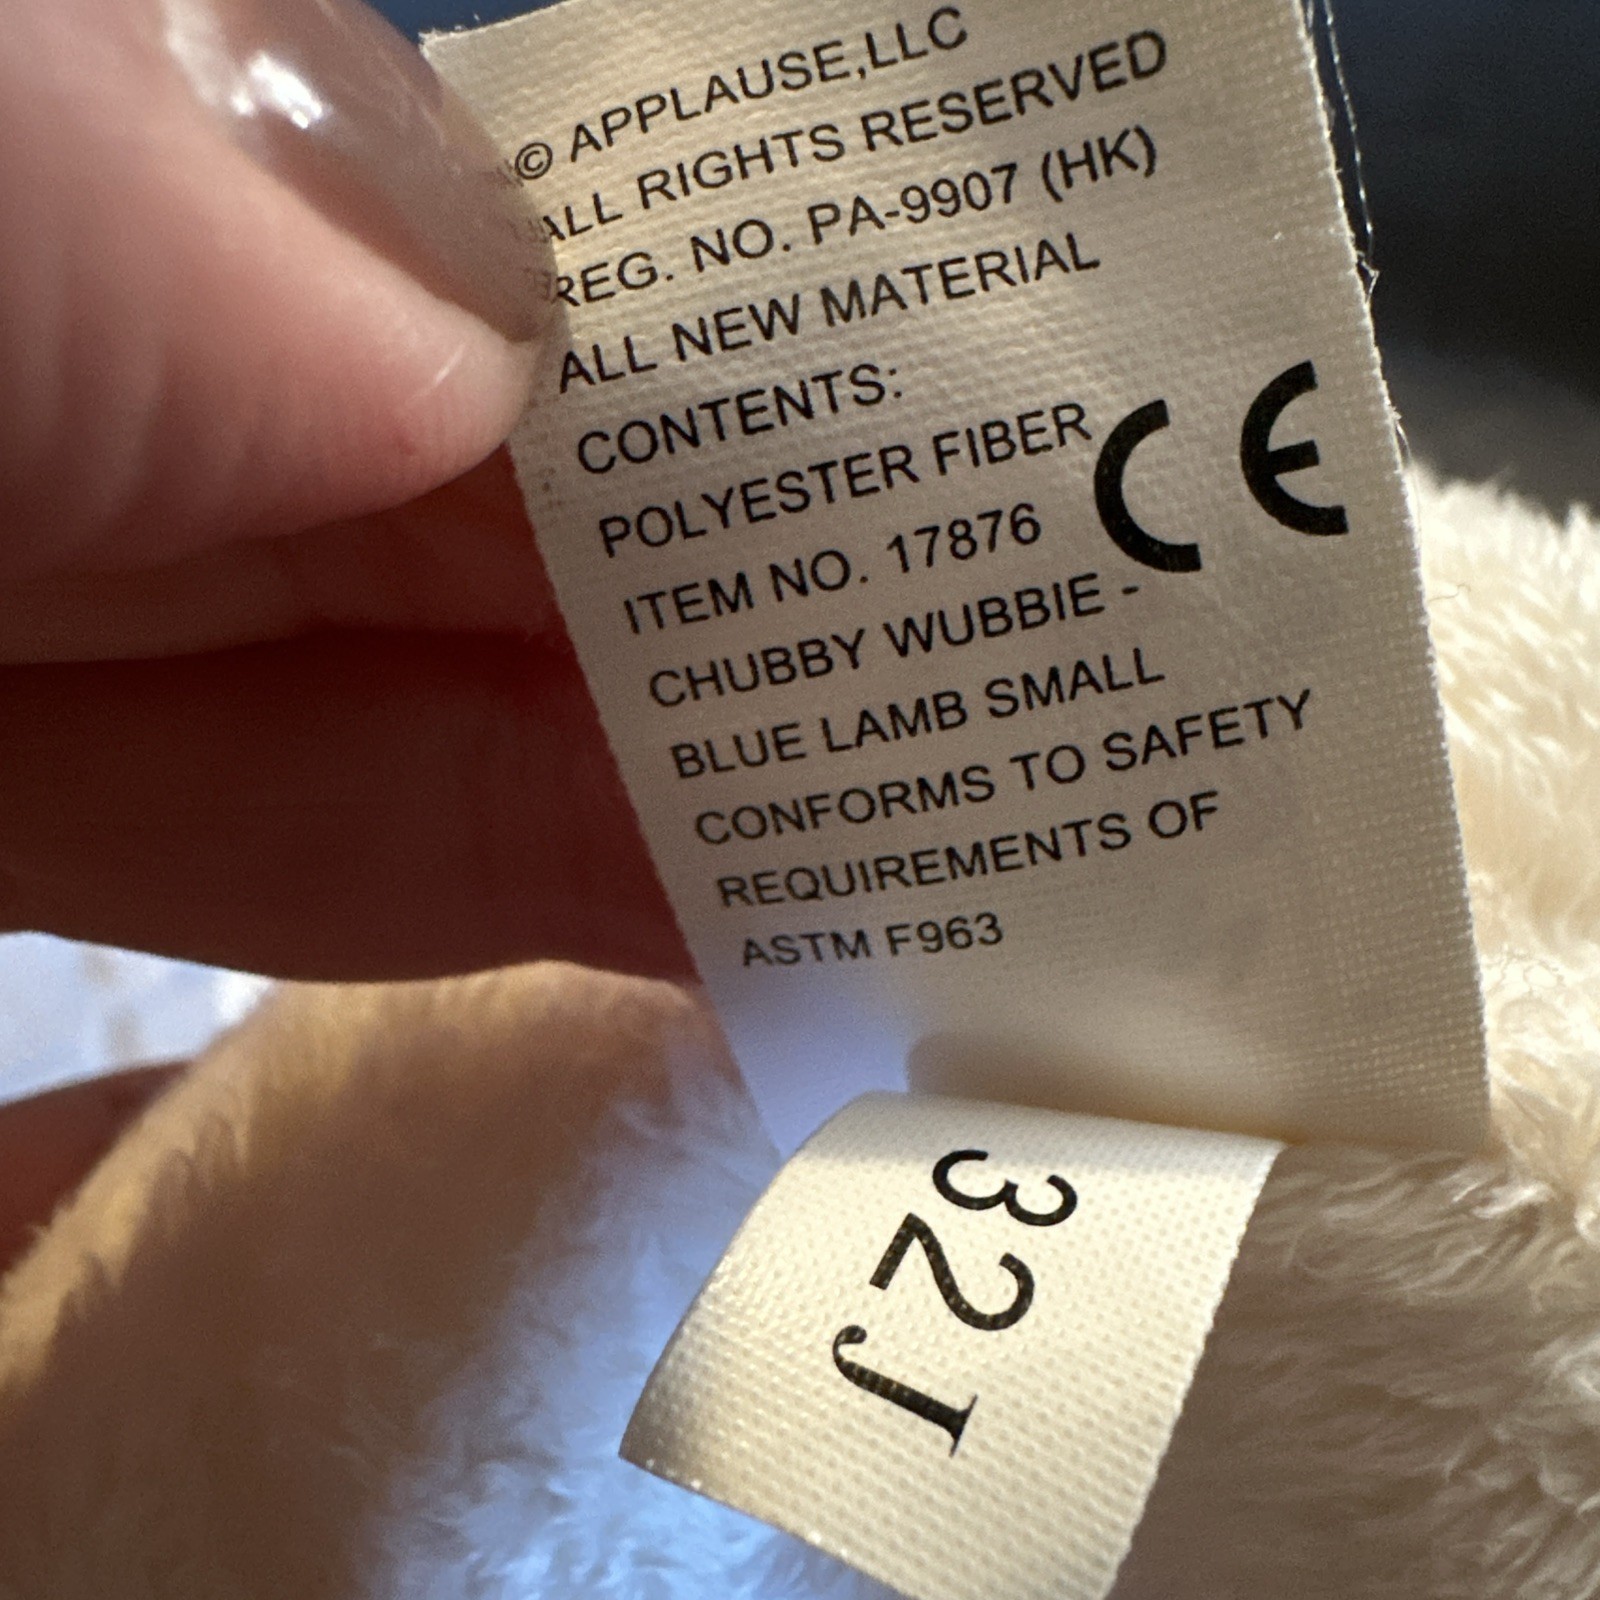 © APPLAUSE,LLC
ALL RIGHTS RESERVED
REG. NO. PA-9907 (HK)
ALL NEW MATERIAL
CONTENTS:
POLYESTER FIBER
ITEM NO. 17876
CE
CHUBBY WUBBIE -
BLUE LAMB SMALL
CONFORMS TO SAFETY
REQUIREMENTS OF
ASTM F963
32J